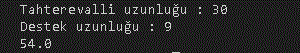 Tahterevalli uzunluğu : 30
Destek uzunluğu : 9
54.0